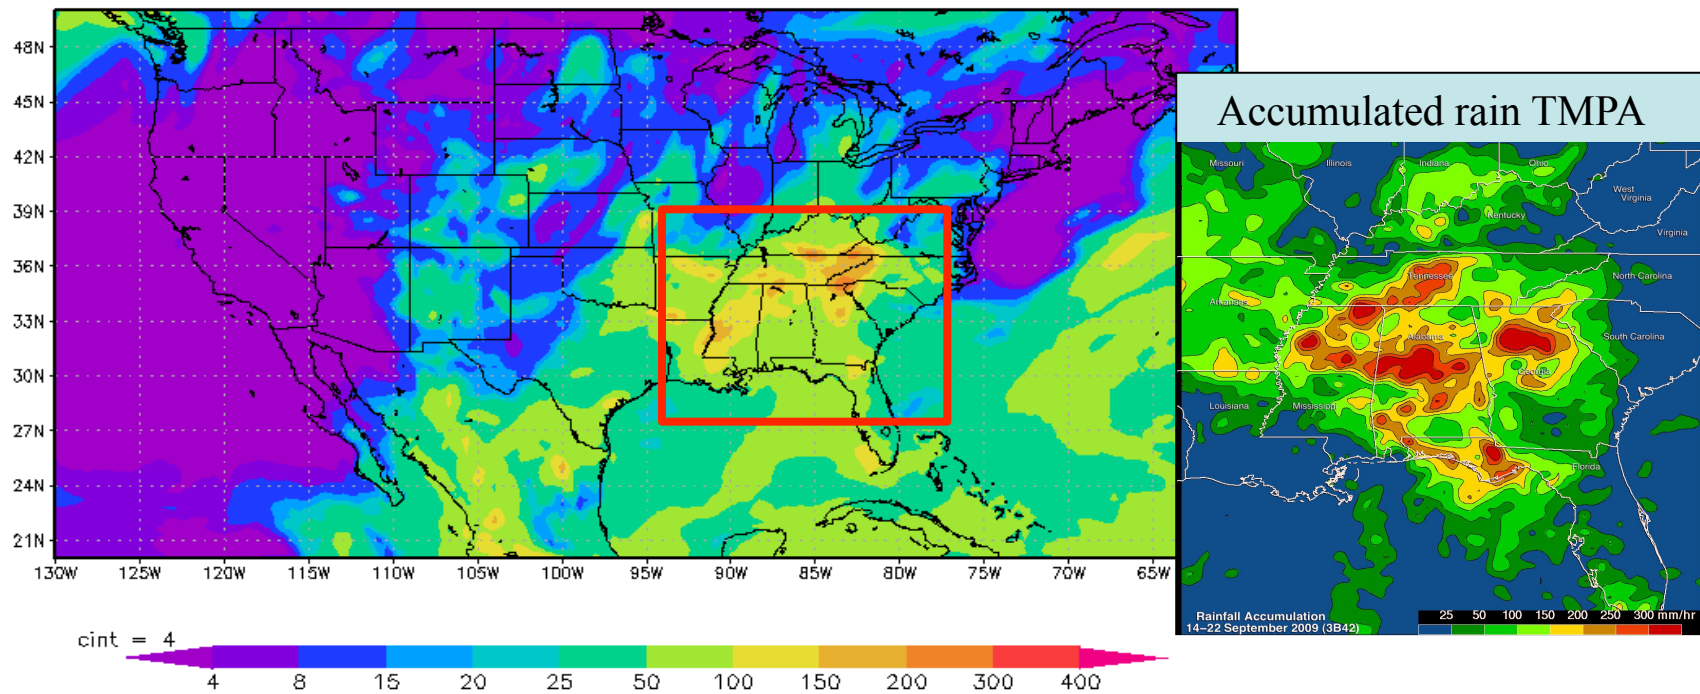 48N
45N
42N
39N
36N
33N
30N
27N
24N
21N
130W 125W 120W 115W 110W 105W 100W 95W 90W 85W 80W 75W 70W 65W
cint = 4
4 8 15 20 25 50 100 150 200 300 400
Accumulated rain TMPA
Missouri Illinois Indiana Ohio
West
Virginia
Kentucky
Virginia
Tennessee North Carolina
Arkansas
Alabama South Carolina
Georgia
Louisiana Mississippi
Florida
Rainfall Accumulation 25 50 100 150 200 250 300 mm/hr
14–22 September 2009 (3B42)